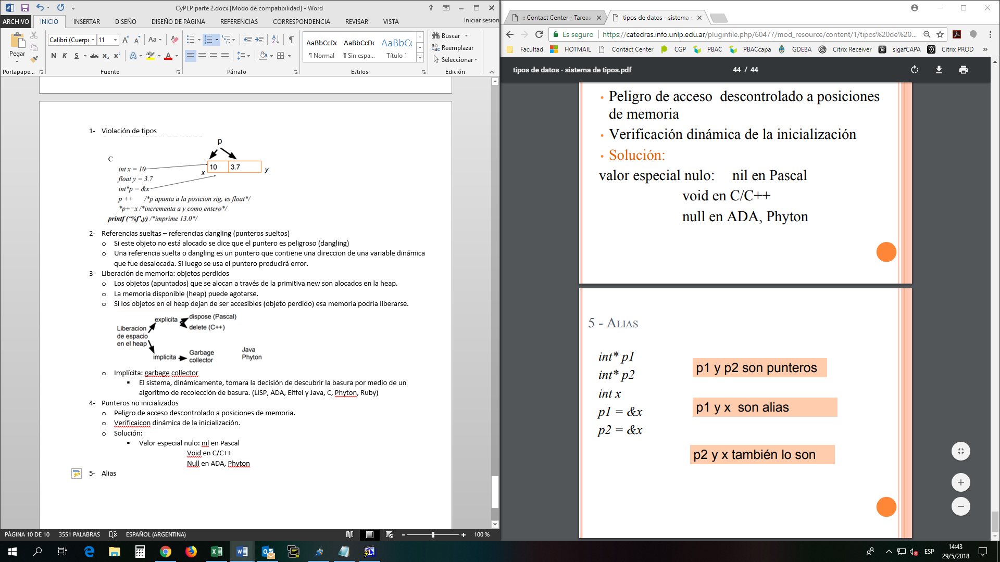 CyPLP parte 2.docx [Modo de compatibilidad] - Word
ARCHIVO INICIO INSERTAR DISEÑO DISEÑO DE PÁGINA REFERENCIAS CORRESPONDENCIA REVISAR VISTA Iniciar sesión
Pegar
Calibri (Cuerpo 11
Buscar
Reemplazar
Seleccionar
AaBbCcDc AaBbCcDc AaBbCc
¶ Normal ¶ Sin espa... Título 1
Portapape... Fuente Párrafo Estilos Edición
1- Violación de tipos
p
C
int x = 10
float y = 3.7
int*p = &x
p ++ /*p apunta a la posicion sig, es float*/
*p+=x /*incrementa a y como entero*/
printf (‘%f’,y) /*imprime 13.0*/
x 10 3.7 y
2- Referencias sueltas – referencias dangling (punteros sueltos)
o Si este objeto no está alocado se dice que el puntero es peligroso (dangling)
o Una referencia suelta o dangling es un puntero que contiene una direccion de una variable dinámica
que fue desalocada. Si luego se usa el puntero producirá error.
3- Liberación de memoria: objetos perdidos
o Los objetos (apuntados) que se alocan a través de la primitiva new son alocados en la heap.
o La memoria disponible (heap) puede agotarse.
o Si los objetos en el heap dejan de ser accesibles (objeto perdido) esa memoria podría liberarse.
Liberacion
de espacio
en el heap
explicita
dispose (Pascal)
delete (C++)
implicita
Garbage
collector
Java
Phyton
o Implícita: garbage collector
▪ El sistema, dinámicamente, tomara la decisión de descubrir la basura por medio de un
algoritmo de recolección de basura. (LISP, ADA, Eiffel y Java, C, Phyton, Ruby)
4- Punteros no inicializados
o Peligro de acceso descontrolado a posiciones de memoria.
o Verificaicon dinámica de la inicialización.
o Solución:
▪ Valor especial nulo: nil en Pascal
Void en C/C++
Null en ADA, Phyton
5- Alias
PÁGINA 10 DE 10 3551 PALABRAS ESPAÑOL (ARGENTINA) 100 %
:: Contact Center - Tareas
tipos de datos - sistema d
Es seguro https://catedras.info.unlp.edu.ar/pluginfile.php/60477/mod_resource/content/1/tipos%20de%20...
Facultad HOTMAIL Contact Center CGP PBAC PBACcapa GDEBA Citrix Receiver sigafCAPA Citrix PROD »
tipos de datos - sistema de tipos.pdf 44 / 44
• Peligro de acceso descontrolado a posiciones
de memoria
• Verificación dinámica de la inicialización
• Solución:
valor especial nulo: nil en Pascal
void en C/C++
null en ADA, Phyton
5 - ALIAS
int* p1
int* p2
int x
p1 = &x
p2 = &x
p1 y p2 son punteros
p1 y x son alias
p2 y x también lo son
ESP
14:43
29/5/2018